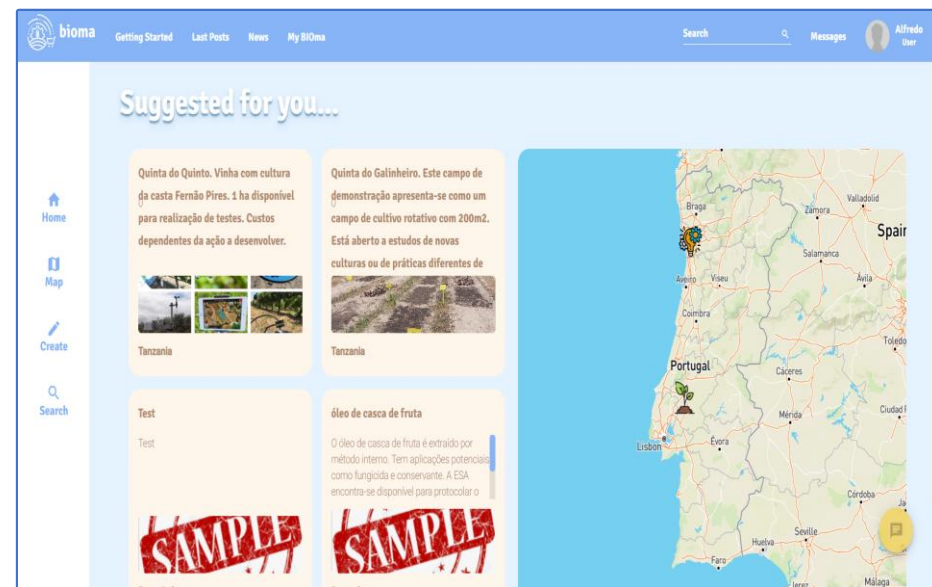 bioma
Getting Started
Last Posts
News
My BIOma
Search
Messages
Alfredo
User
Suggested for you...
Home
Map
Create
Search
Quinta do Quinto. Vinha com cultura
da casta Fernão Pires. 1 ha disponível
para realização de testes. Custos
dependentes da ação a desenvolver.
Tanzania
Quinta do Galinheiro. Este campo de
demonstração apresenta-se como um
campo de cultivo rotativo com 200m2.
Está aberto a estudos de novas
culturas ou de práticas diferentes de
Tanzania
Test
Test
SAMPLE
óleo de casca de fruta
O óleo de casca de fruta é extraído por
método interno. Tem aplicações potenciais
como fungicida e conservante. A ESA
encontra-se disponível para protocolar o
SAMPLE
Braga
Zamora
Valladolid
Spain
Salamanca
Aveiro
Viseu
Ávila
Coimbra
Toledo
Portugal
Cáceres
Mérida
Ciudad
Lisbon
Évora
Córdoba
Seville
Huelva
Faro
Jerez
Málaga